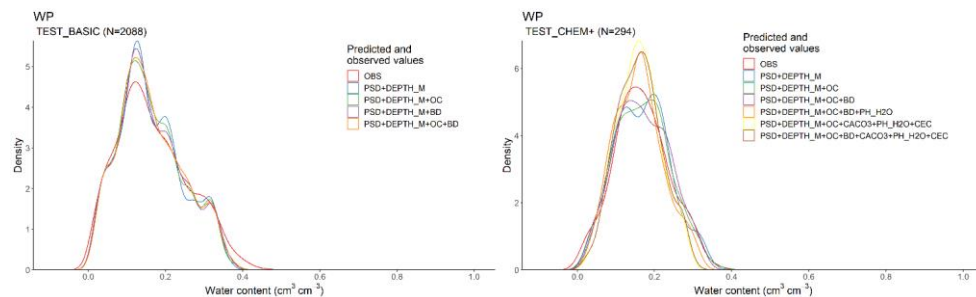 WP
TEST_BASIC (N=2088)
Density
5
4
3
2
1
0
0.0
0.2
0.4
0.6
0.8
1.0
Water content (cm³ cm³)
Predicted and
observed values
OBS
PSD+DEPTH_M
PSD+DEPTH_M+OC
PSD+DEPTH_M+BD
PSD+DEPTH_M+OC+BD
WP
TEST_CHEM+ (N=294)
Density
6
4
2
0
0.0
0.2
0.4
0.6
0.8
1.0
Water content (cm³ cm³)
Predicted and
observed values
OBS
PSD+DEPTH_M
PSD+DEPTH_M+OC
PSD+DEPTH_M+OC+BD
PSD+DEPTH_M+OC+BD+PH_H2O
PSD+DEPTH_M+OC+CACO3+PH_H2O+CEC
PSD+DEPTH_M+OC+BD+CACO3+PH_H2O+CEC